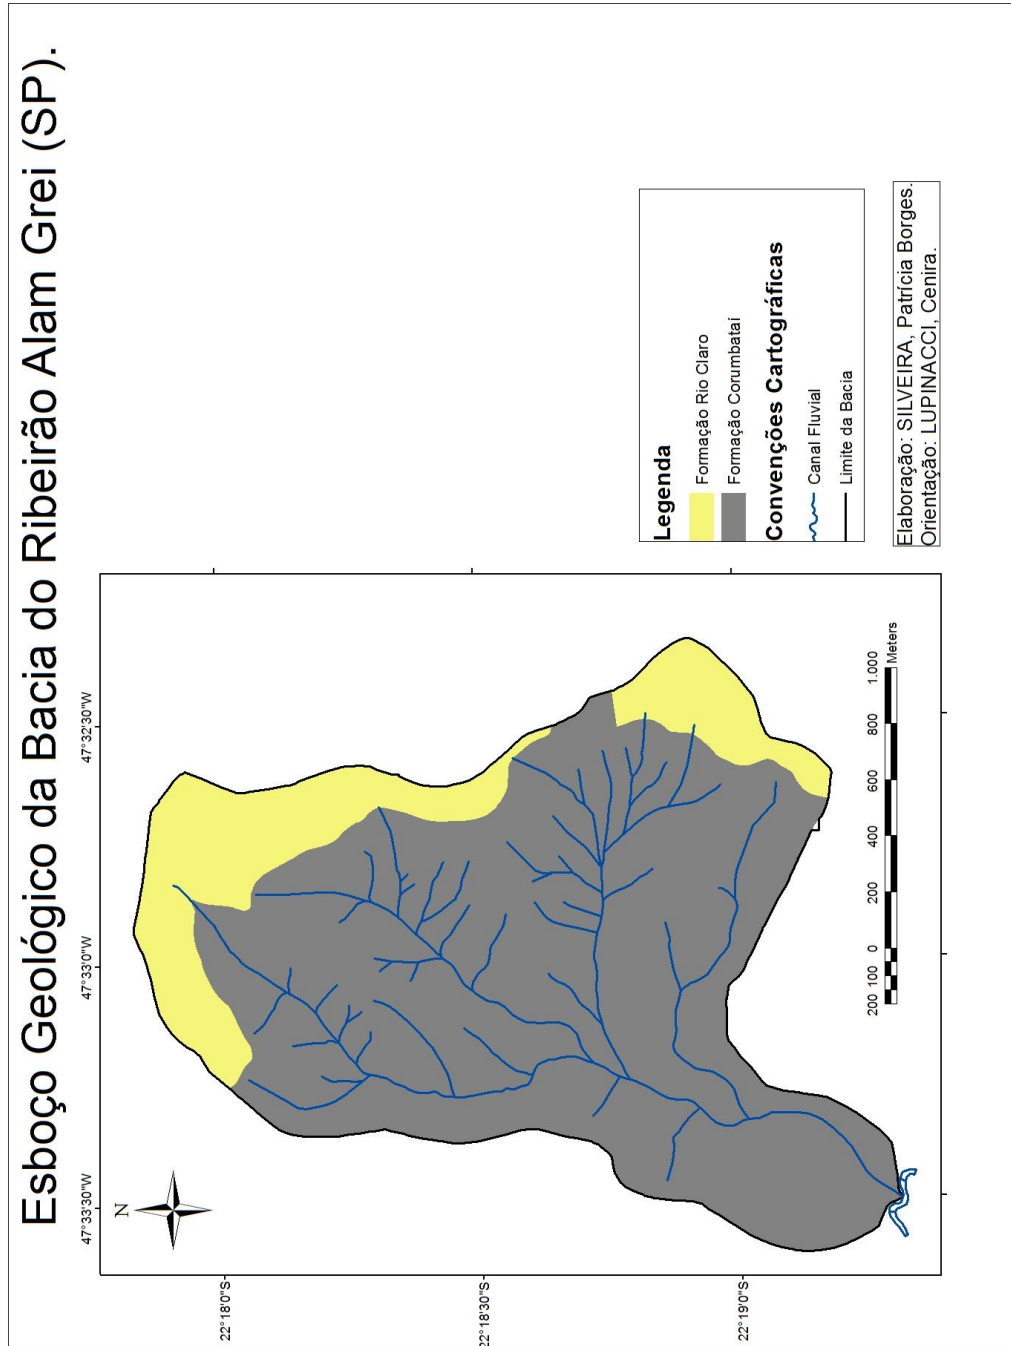 Esboço Geológico da Bacia do Ribeirão Alam Grei (SP).
47°33'30"W
47°33'0"W
47°32'30"W
N
22°18'0"S
22°18'30"S
22°19'0"S
200 100 0 200 400 600 800 1.000
Meters
Legenda
Formação Rio Claro
Formação Corumbataí
Convenções Cartográficas
Canal Fluvial
Limite da Bacia
Elaboração: SILVEIRA, Patrícia Borges.
Orientação: LUPINACCI, Cenira.